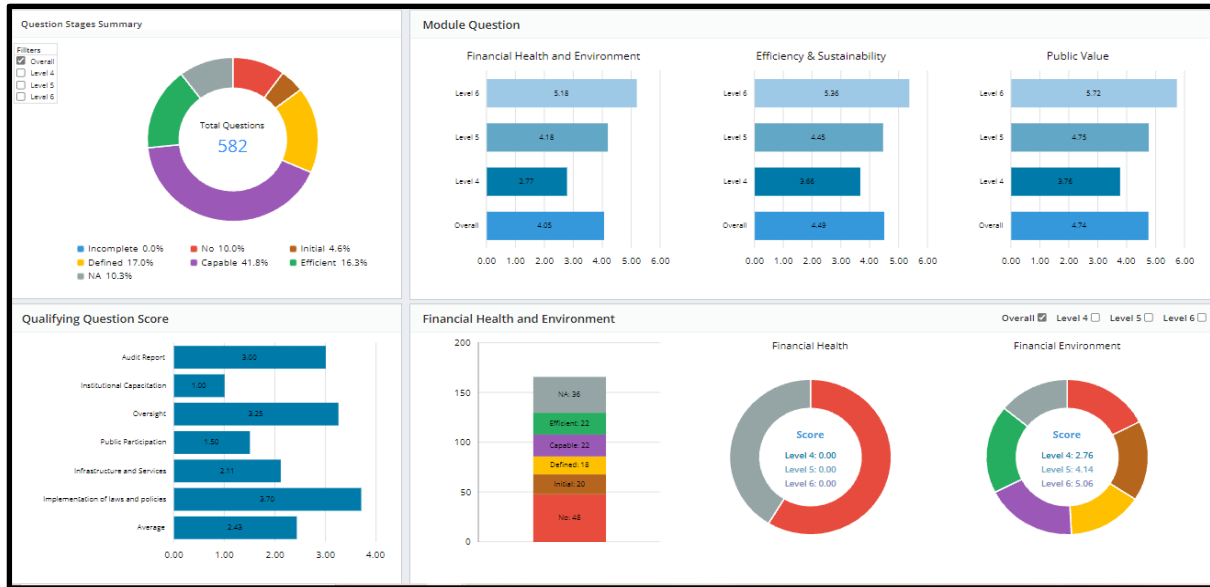 Question Stages Summary
Filters
Overall
Level 4
Level 5
Level 6
Total Questions
582
Incomplete 0.0% No 10.0% Initial 4.6%
Defined 17.0% Capable 41.8% Efficient 16.3%
NA 10.3%
Module Question
Financial Health and Environment
Level 6 5.18
Level 5 4.18
Level 4 2.77
Overall 4.05
0.00 1.00 2.00 3.00 4.00 5.00 6.00
Efficiency & Sustainability
Level 6 5.36
Level 5 4.45
Level 4 3.66
Overall 4.49
0.00 1.00 2.00 3.00 4.00 5.00 6.00
Public Value
Level 6 5.72
Level 5 4.75
Level 4 3.76
Overall 4.74
0.00 1.00 2.00 3.00 4.00 5.00 6.00
Qualifying Question Score
Audit Report 3.00
Institutional Capacitation 1.00
Oversight 3.25
Public Participation 1.50
Infrastructure and Services 2.11
Implementation of laws and policies 3.70
Average 2.43
0.00 1.00 2.00 3.00 4.00
Financial Health and Environment
Overall Level 4 Level 5 Level 6
200
150
100
50
0
NA: 36
Efficient: 22
Capable: 22
Defined: 18
Initial: 20
No: 48
Financial Health
Score
Level 4: 0.00
Level 5: 0.00
Level 6: 0.00
Financial Environment
Score
Level 4: 2.76
Level 5: 4.14
Level 6: 5.06